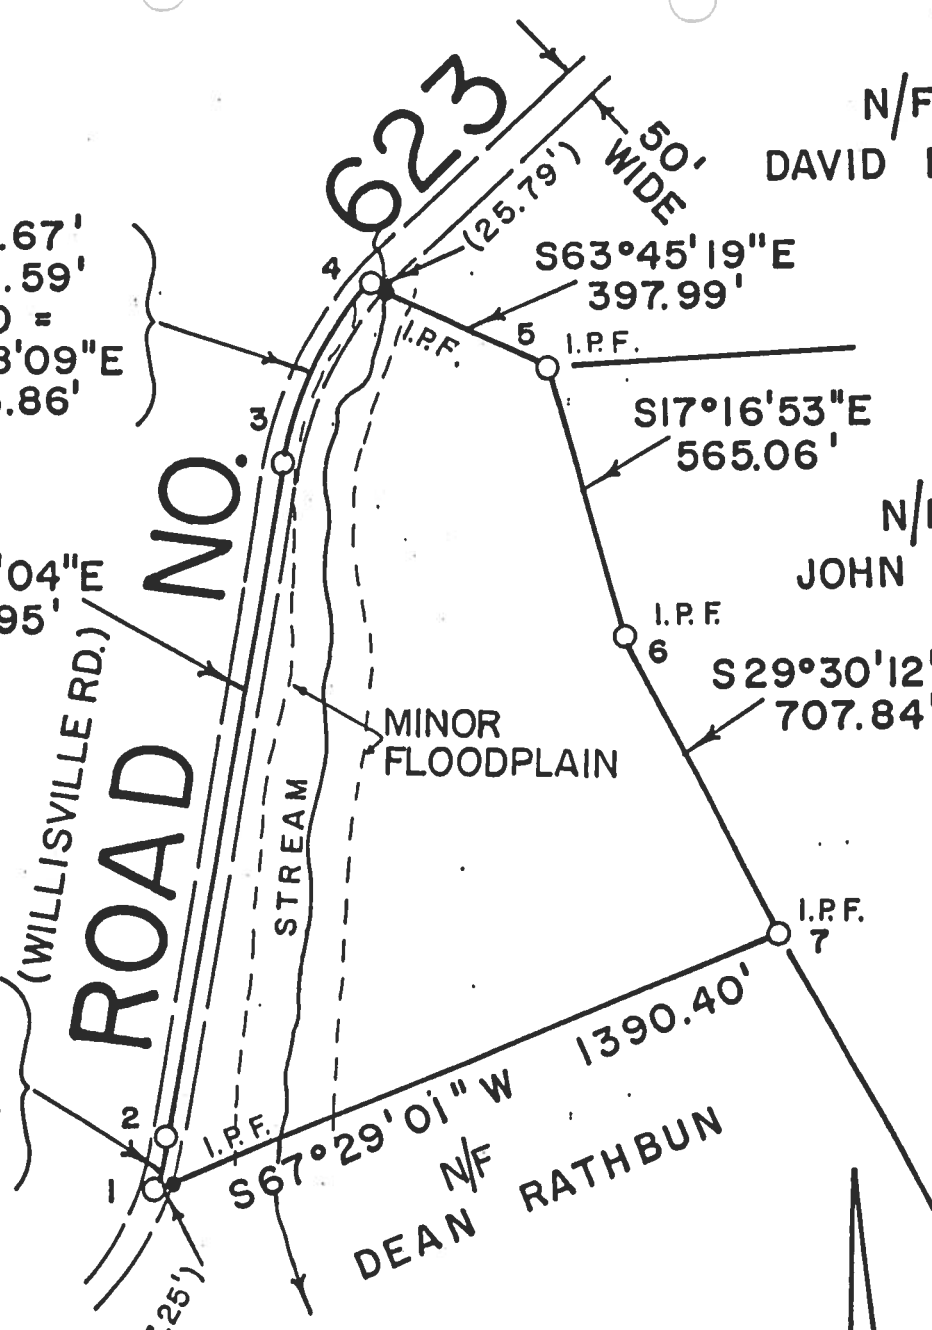 623
50'
WIDE
(25.79')
N/F
DAVID
.67'
.59'
=
'09"E
.86'
4
S63°45'19"E
397.99'
I.P.F.
5
I.P.F.
3
S17°16'53"E
565.06'
NO.
N/
JOHN
'04"E
95'
I.P.F.
6
S29°30'12"
707.84'
(WILLISVILLE RD.)
MINOR
FLOODPLAIN
ROAD
STREAM
I.P.F.
7
1390.40'
2
I.P.F.
S67°29'01"W
1
N/F
DEAN RATHBUN
.25')